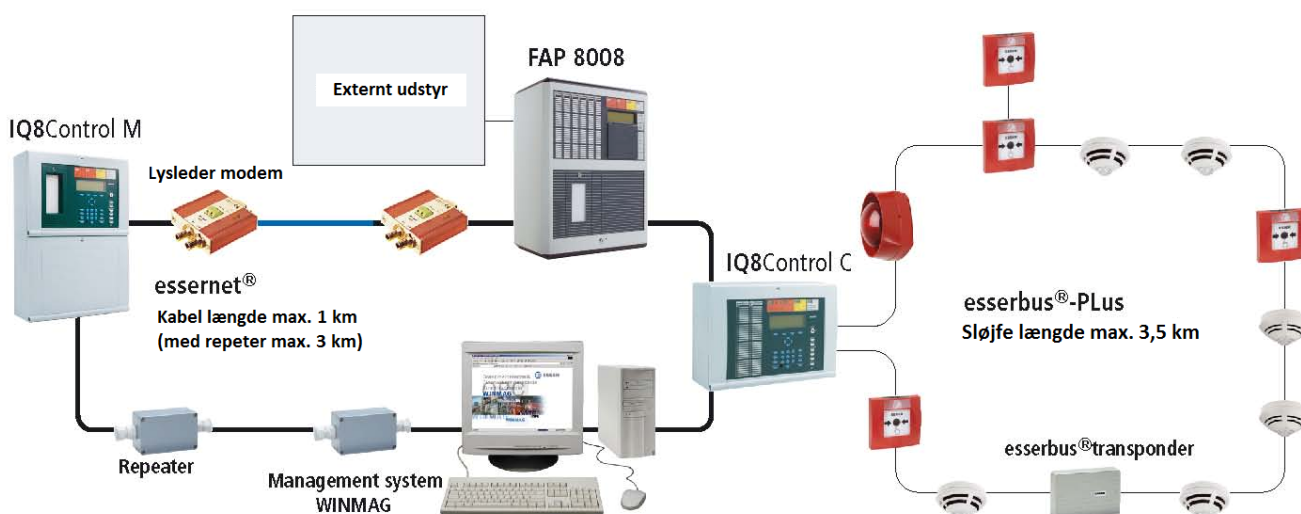 FAP 8008
Externt udstyr
IQ8Control M
Lysleder modem
essernet®
Kabel længde max. 1 km
(med repeter max. 3 km)
IQ8Control C
esserbus®-PLus
Sløjfe længde max. 3,5 km
WINMAG
Repeater
Management system
WINMAG
esserbus®transponder